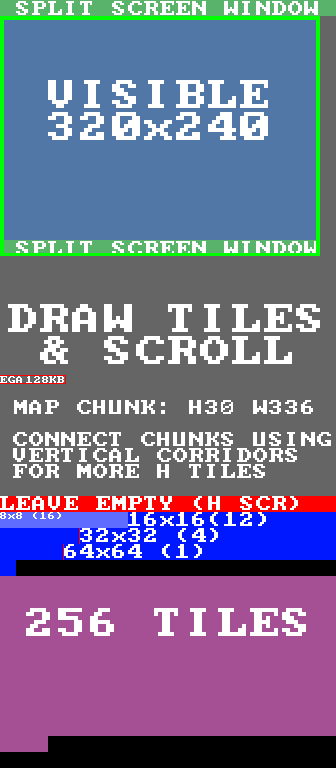 SPLIT SCREEN WINDOW
VISIBLE
320x240
SPLIT SCREEN WINDOW
DRAW TILES
& SCROLL
EGA 128KB
MAP CHUNK: H30 W336
CONNECT CHUNKS USING
VERTICAL CORRIDORS
FOR MORE H TILES
LEAVE EMPTY (H SCR)
8x8 (16) 16x16(12)
32x32 (4)
64x64 (1)
256 TILES